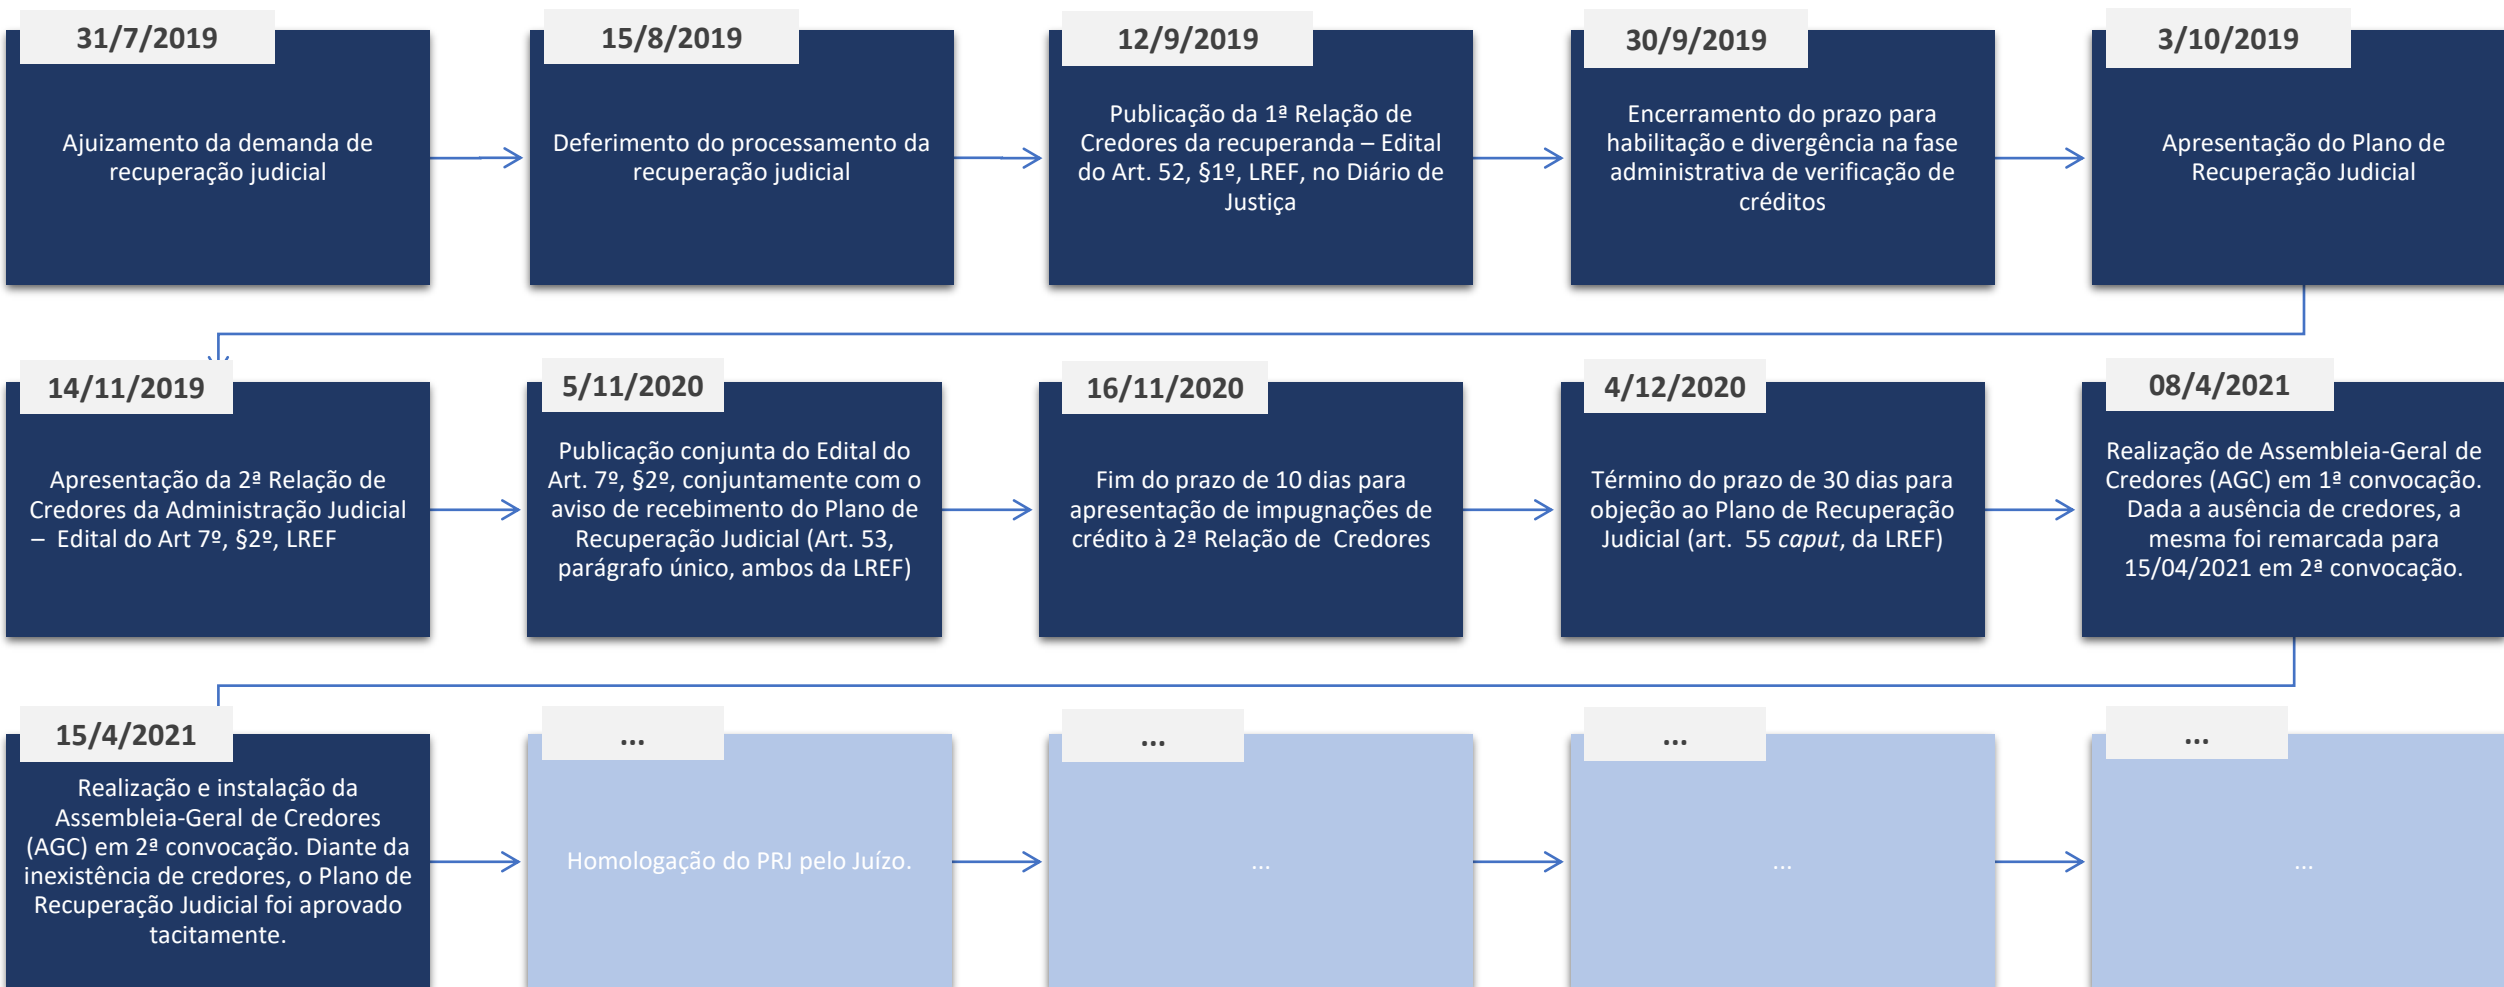 31/7/2019
Ajuizamento da demanda de
recuperação judicial
15/8/2019
Deferimento do processamento da
recuperação judicial
12/9/2019
Publicação da 1ª Relação de
Credores da recuperanda – Edital
do Art. 52, §1º, LREF, no Diário de
Justiça
30/9/2019
Encerramento do prazo para
habilitação e divergência na fase
administrativa de verificação de
créditos
3/10/2019
Apresentação do Plano de
Recuperação Judicial
14/11/2019
Apresentação da 2ª Relação de
Credores da Administração Judicial
– Edital do Art 7º, §2º, LREF
5/11/2020
Publicação conjunta do Edital do
Art. 7º, §2º, conjuntamente com o
aviso de recebimento do Plano de
Recuperação Judicial (Art. 53,
parágrafo único, ambos da LREF)
16/11/2020
Fim do prazo de 10 dias para
apresentação de impugnações de
crédito à 2ª Relação de Credores
4/12/2020
Término do prazo de 30 dias para
objeção ao Plano de Recuperação
Judicial (art. 55 caput, da LREF)
08/4/2021
Realização de Assembleia-Geral de
Credores (AGC) em 1ª convocação.
Dada a ausência de credores, a
mesma foi remarcada para
15/04/2021 em 2ª convocação.
15/4/2021
Realização e instalação da
Assembleia-Geral de Credores
(AGC) em 2ª convocação. Diante da
inexistência de credores, o Plano de
Recuperação Judicial foi aprovado
tacitamente.
...
Homologação do PRJ pelo Juízo.
...
...
...
...
...
...